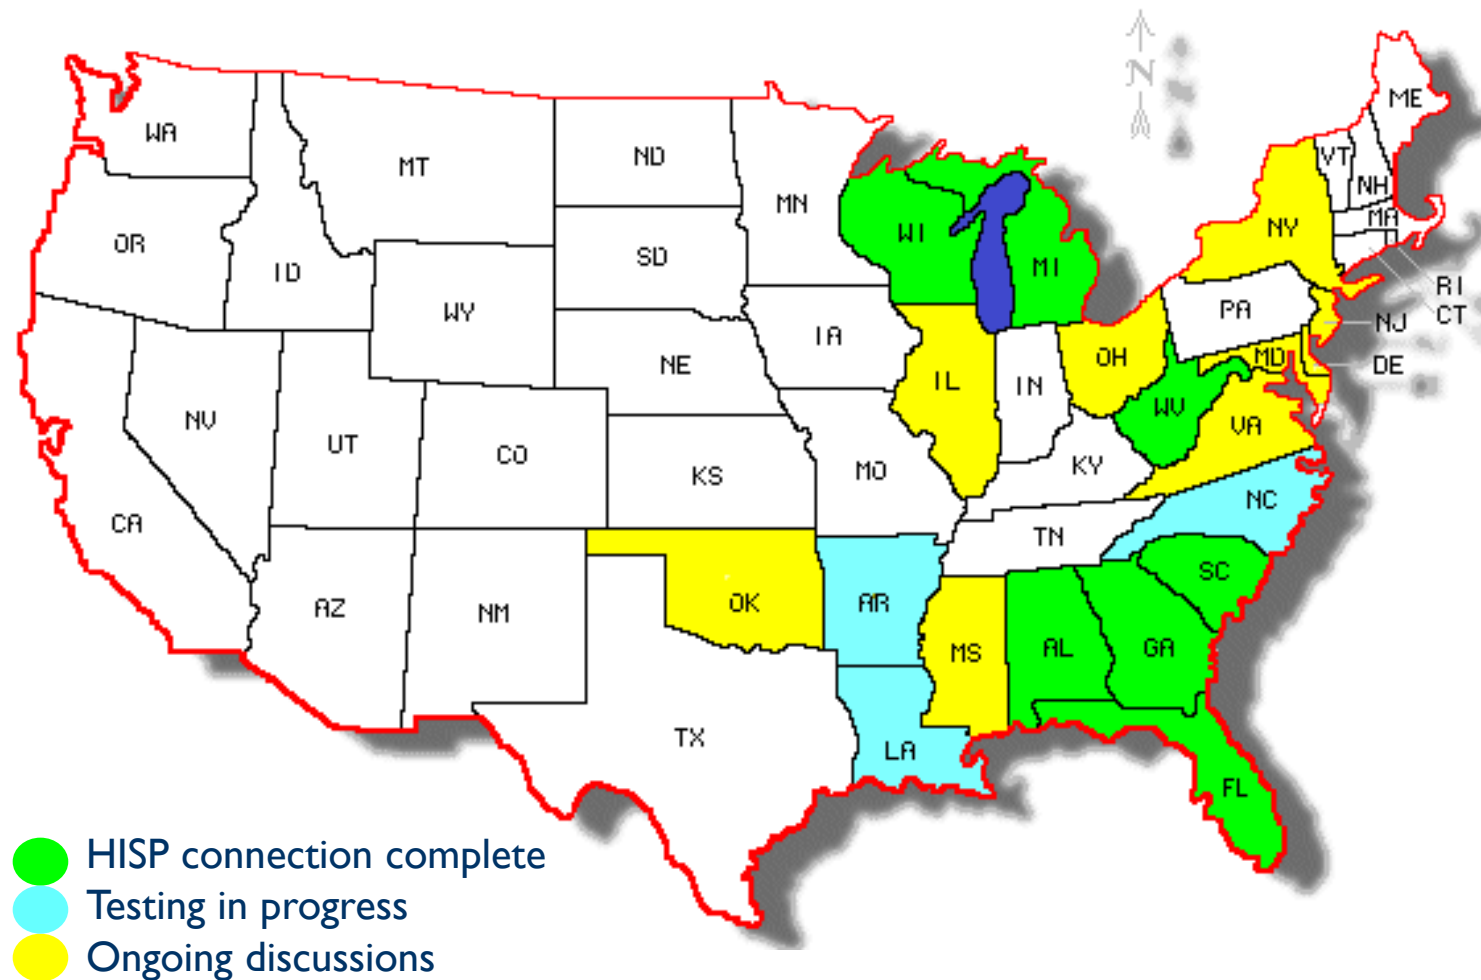 N
ME
WA
VT
MT
ND
NH
MN
MA
OR
WI
NY
SD
ID
MI
RI
WY
PA
CT
NJ
IA
OH
MD
NE
DE
IL
IN
WV
NV
VA
UT
CO
KY
MO
KS
NC
CA
TN
SC
AZ
NM
OK
AR
AL
GA
MS
TX
LA
FL
HISP connection complete
Testing in progress
Ongoing discussions